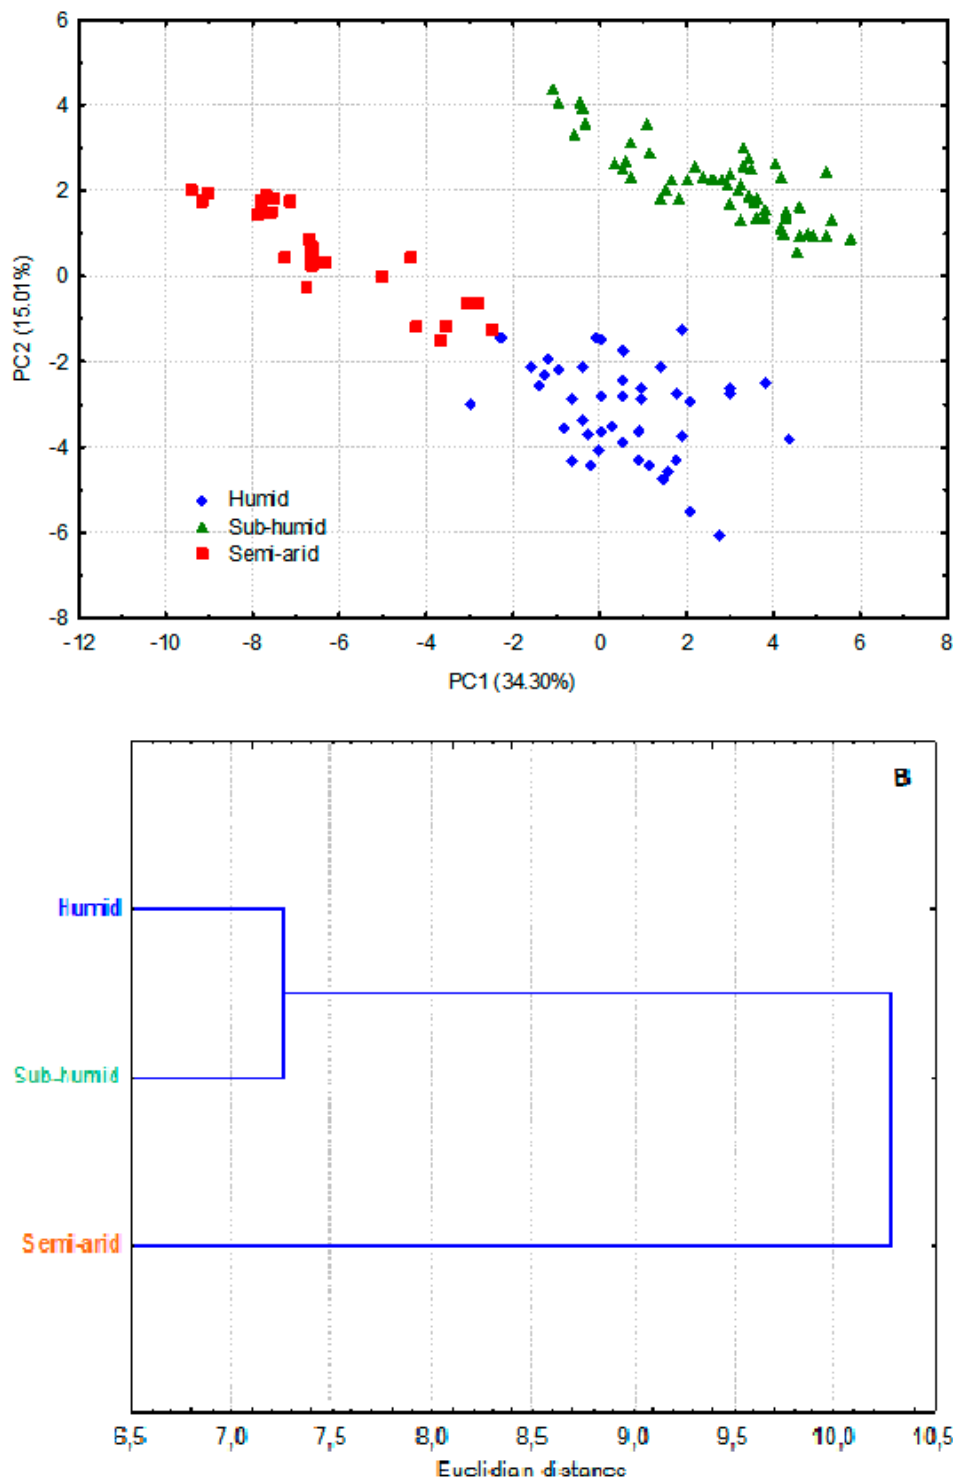 6
4
2
0
-2
-4
-6
-8
PC2 (15.01%)
Humid
Sub-humid
Semi-arid
-12 -10 -8 -6 -4 -2 0 2 4 6 8
PC1 (34.30%)
B
Humid
Sub-humid
Semi-arid
6,5 7,0 7,5 8,0 8,5 9,0 9,5 10,0 10,5
Euclidian distance